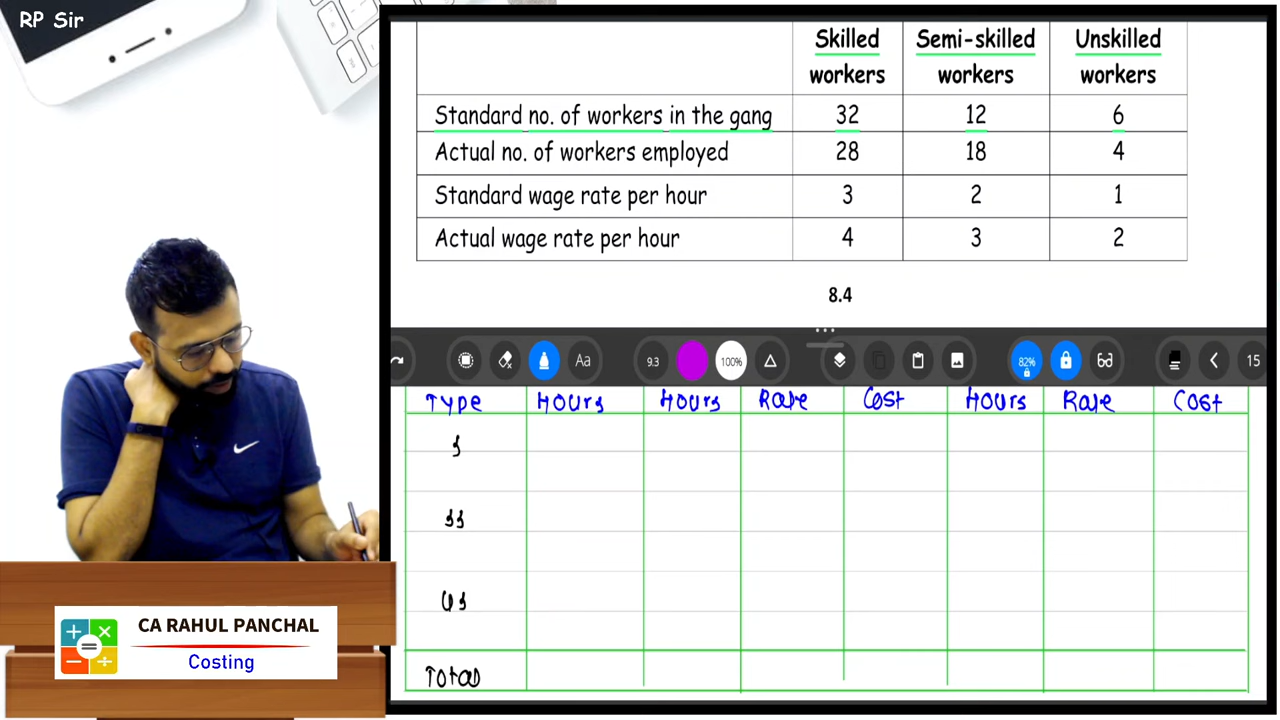 RP Sir
Skilled workers Semi-skilled workers Unskilled workers
Standard no. of workers in the gang 32 12 6
Actual no. of workers employed 28 18 4
Standard wage rate per hour 3 2 1
Actual wage rate per hour 4 3 2
8.4
Aa 9.3 100% 82% 15
Type Hours Hours Rate Cost Hours Rate Cost
S
SS
US
Total
CA RAHUL PANCHAL
Costing